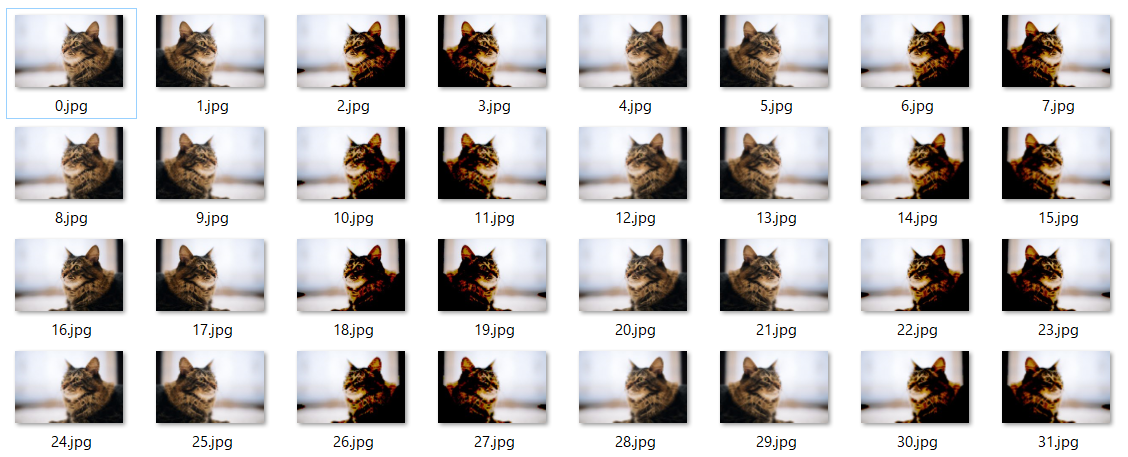 0.jpg 1.jpg 2.jpg 3.jpg 4.jpg 5.jpg 6.jpg 7.jpg
8.jpg 9.jpg 10.jpg 11.jpg 12.jpg 13.jpg 14.jpg 15.jpg
16.jpg 17.jpg 18.jpg 19.jpg 20.jpg 21.jpg 22.jpg 23.jpg
24.jpg 25.jpg 26.jpg 27.jpg 28.jpg 29.jpg 30.jpg 31.jpg